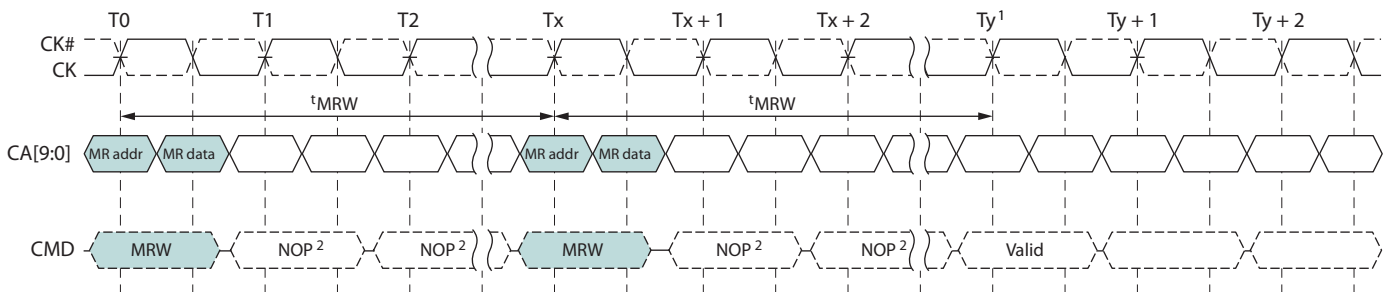 T0 T1 T2 Tx Tx + 1 Tx + 2 Ty¹ Ty + 1 Ty + 2
CK#
CK
ᵗMRW ᵗMRW
CA[9:0] MR addr MR data MR addr MR data
CMD MRW NOP² NOP² MRW NOP² NOP² Valid